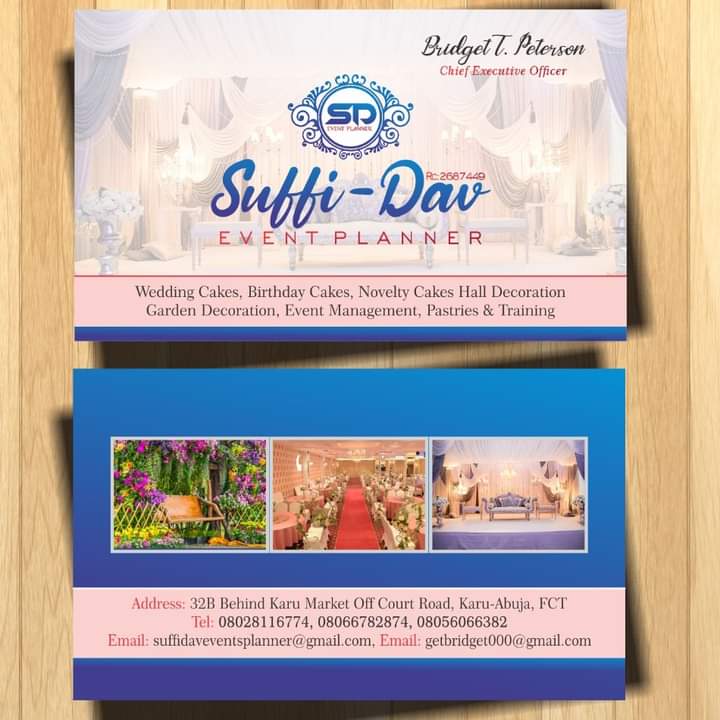 Bridget T. Peterson
Chief Executive Officer
SD
EVENT PLANNER
Rc: 2687449
Suffi-Dav
EVENT PLANNER
Wedding Cakes, Birthday Cakes, Novelty Cakes Hall Decoration
Garden Decoration, Event Management, Pastries & Training
Address: 32B Behind Karu Market Off Court Road, Karu-Abuja, FCT
Tel: 08028116774, 08066782874, 08056066382
Email: suffidaveventsplanner@gmail.com, Email: getbridget000@gmail.com